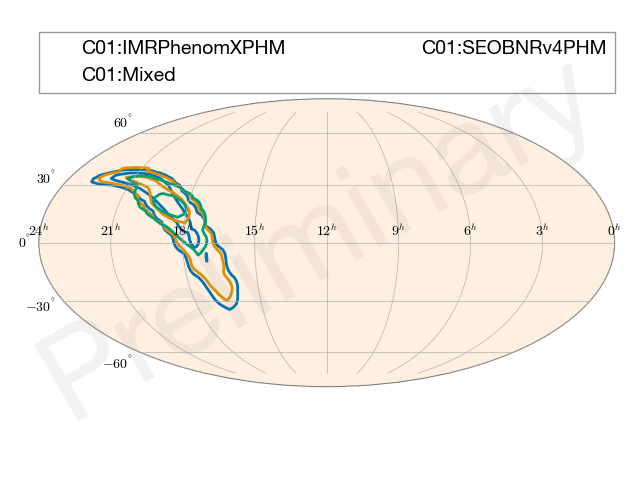 C01:IMRPhenomXPHM C01:SEOBNRv4PHM
C01:Mixed
60°
30°
24h 21h 18h 15h 12h 9h 6h 3h 0h
0°
−30°
−60°
Preliminary